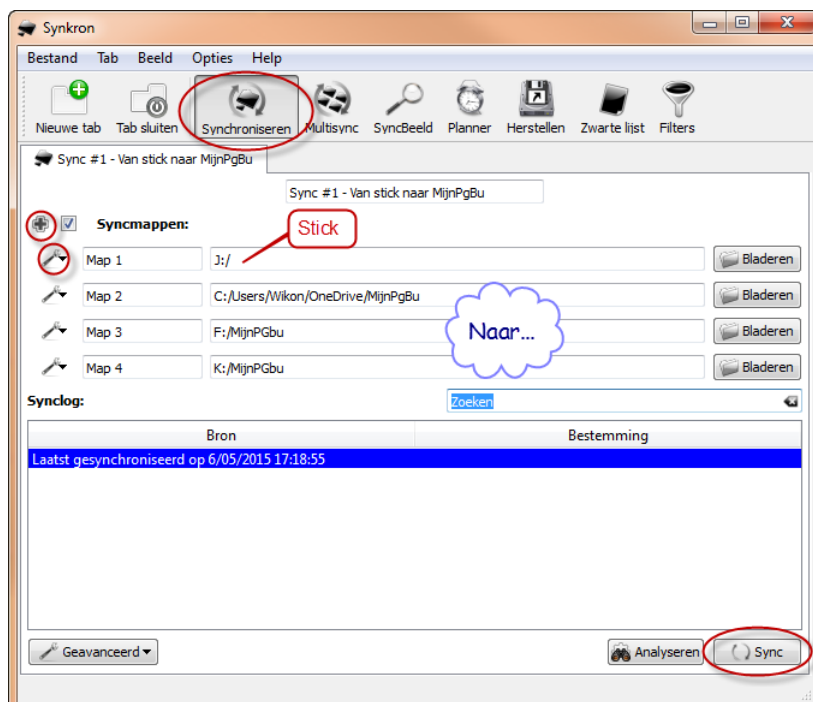 Synkron
Bestand Tab Beeld Opties Help
Nieuwe tab Tab sluiten Synchroniseren Multisync SyncBeeld Planner Herstellen Zwarte lijst Filters
Sync #1 - Van stick naar MijnPgBu
Sync #1 - Van stick naar MijnPgBu
Syncmappen:
Stick
Map 1 J:/ Bladeren
Map 2 C:/Users/Wikon/OneDrive/MijnPgBu Bladeren
Naar...
Map 3 F:/MijnPGbu Bladeren
Map 4 K:/MijnPGbu Bladeren
Synclog: Zoeken
Bron Bestemming
Laatst gesynchroniseerd op 6/05/2015 17:18:55
Geavanceerd Analyseren Sync